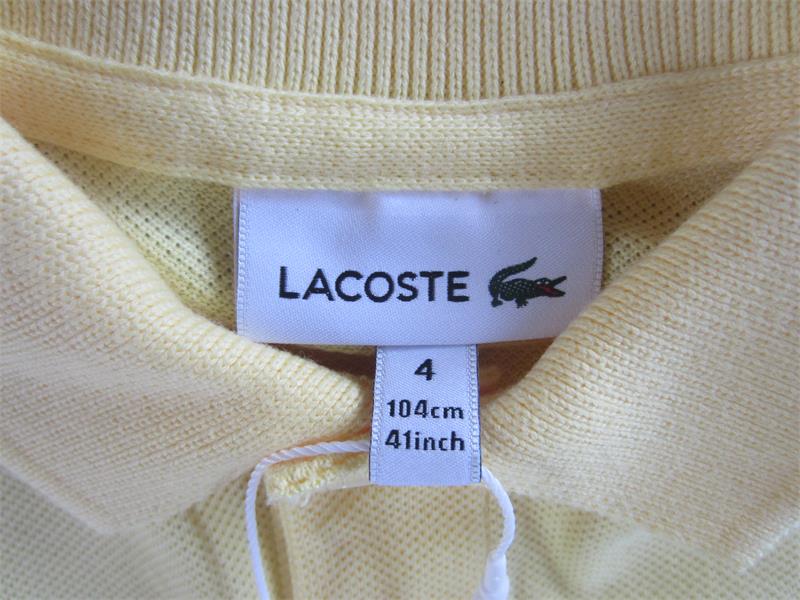 LACOSTE
4
104cm
41inch